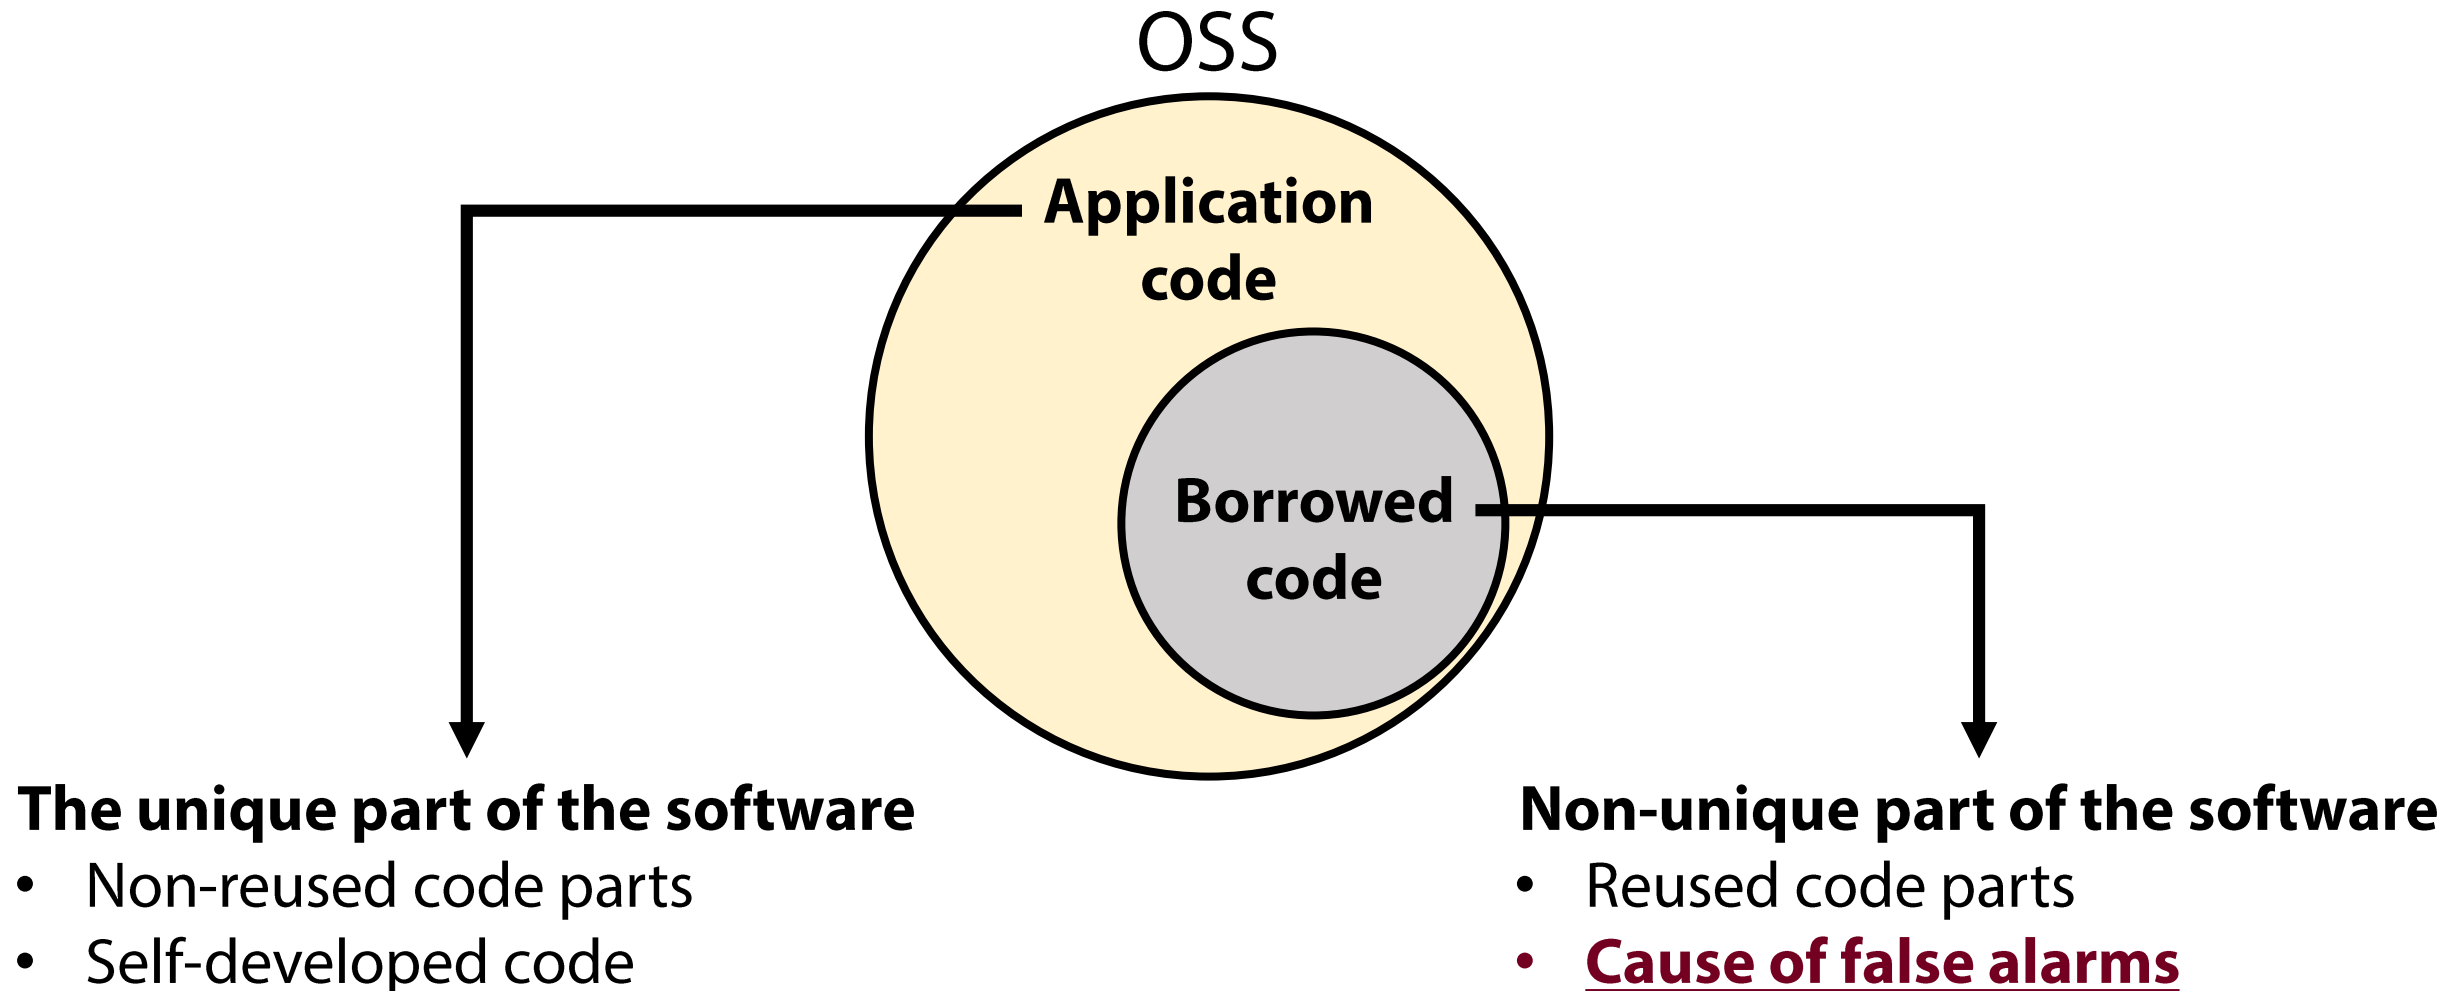 OSS
Application
code
Borrowed
code
The unique part of the software
• Non-reused code parts
• Self-developed code
Non-unique part of the software
• Reused code parts
• Cause of false alarms